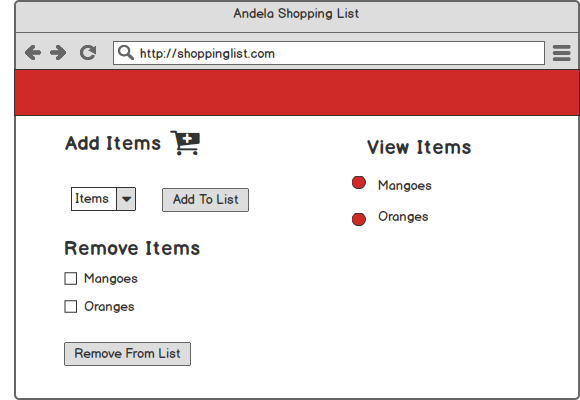 Andela Shopping List
http://shoppinglist.com
Add Items
Items
Add To List
Remove Items
Mangoes
Oranges
Remove From List
View Items
Mangoes
Oranges